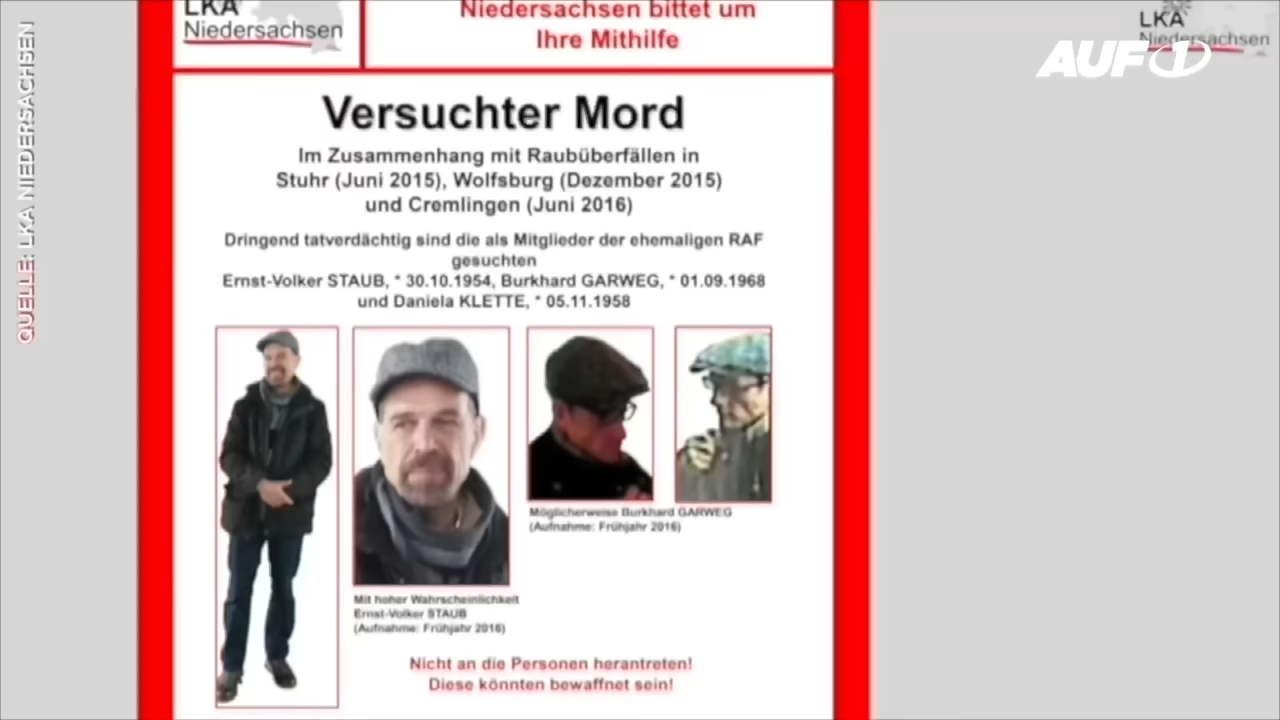 LKA
Niedersachsen
Niedersachsen bittet um
Ihre Mithilfe
LKA
Niedersachsen
AUF1
QUELLE: LKA NIEDERSACHSEN
Versuchter Mord
Im Zusammenhang mit Raubüberfällen in
Stuhr (Juni 2015), Wolfsburg (Dezember 2015)
und Cremlingen (Juni 2016)
Dringend tatverdächtig sind die als Mitglieder der ehemaligen RAF
gesuchten
Ernst-Volker STAUB, * 30.10.1954, Burkhard GARWEG, * 01.09.1968
und Daniela KLETTE, * 05.11.1958
Möglicherweise Burkhard GARWEG
(Aufnahme: Frühjahr 2016)
Mit hoher Wahrscheinlichkeit
Ernst-Volker STAUB
(Aufnahme: Frühjahr 2016)
Nicht an die Personen herantreten!
Diese könnten bewaffnet sein!